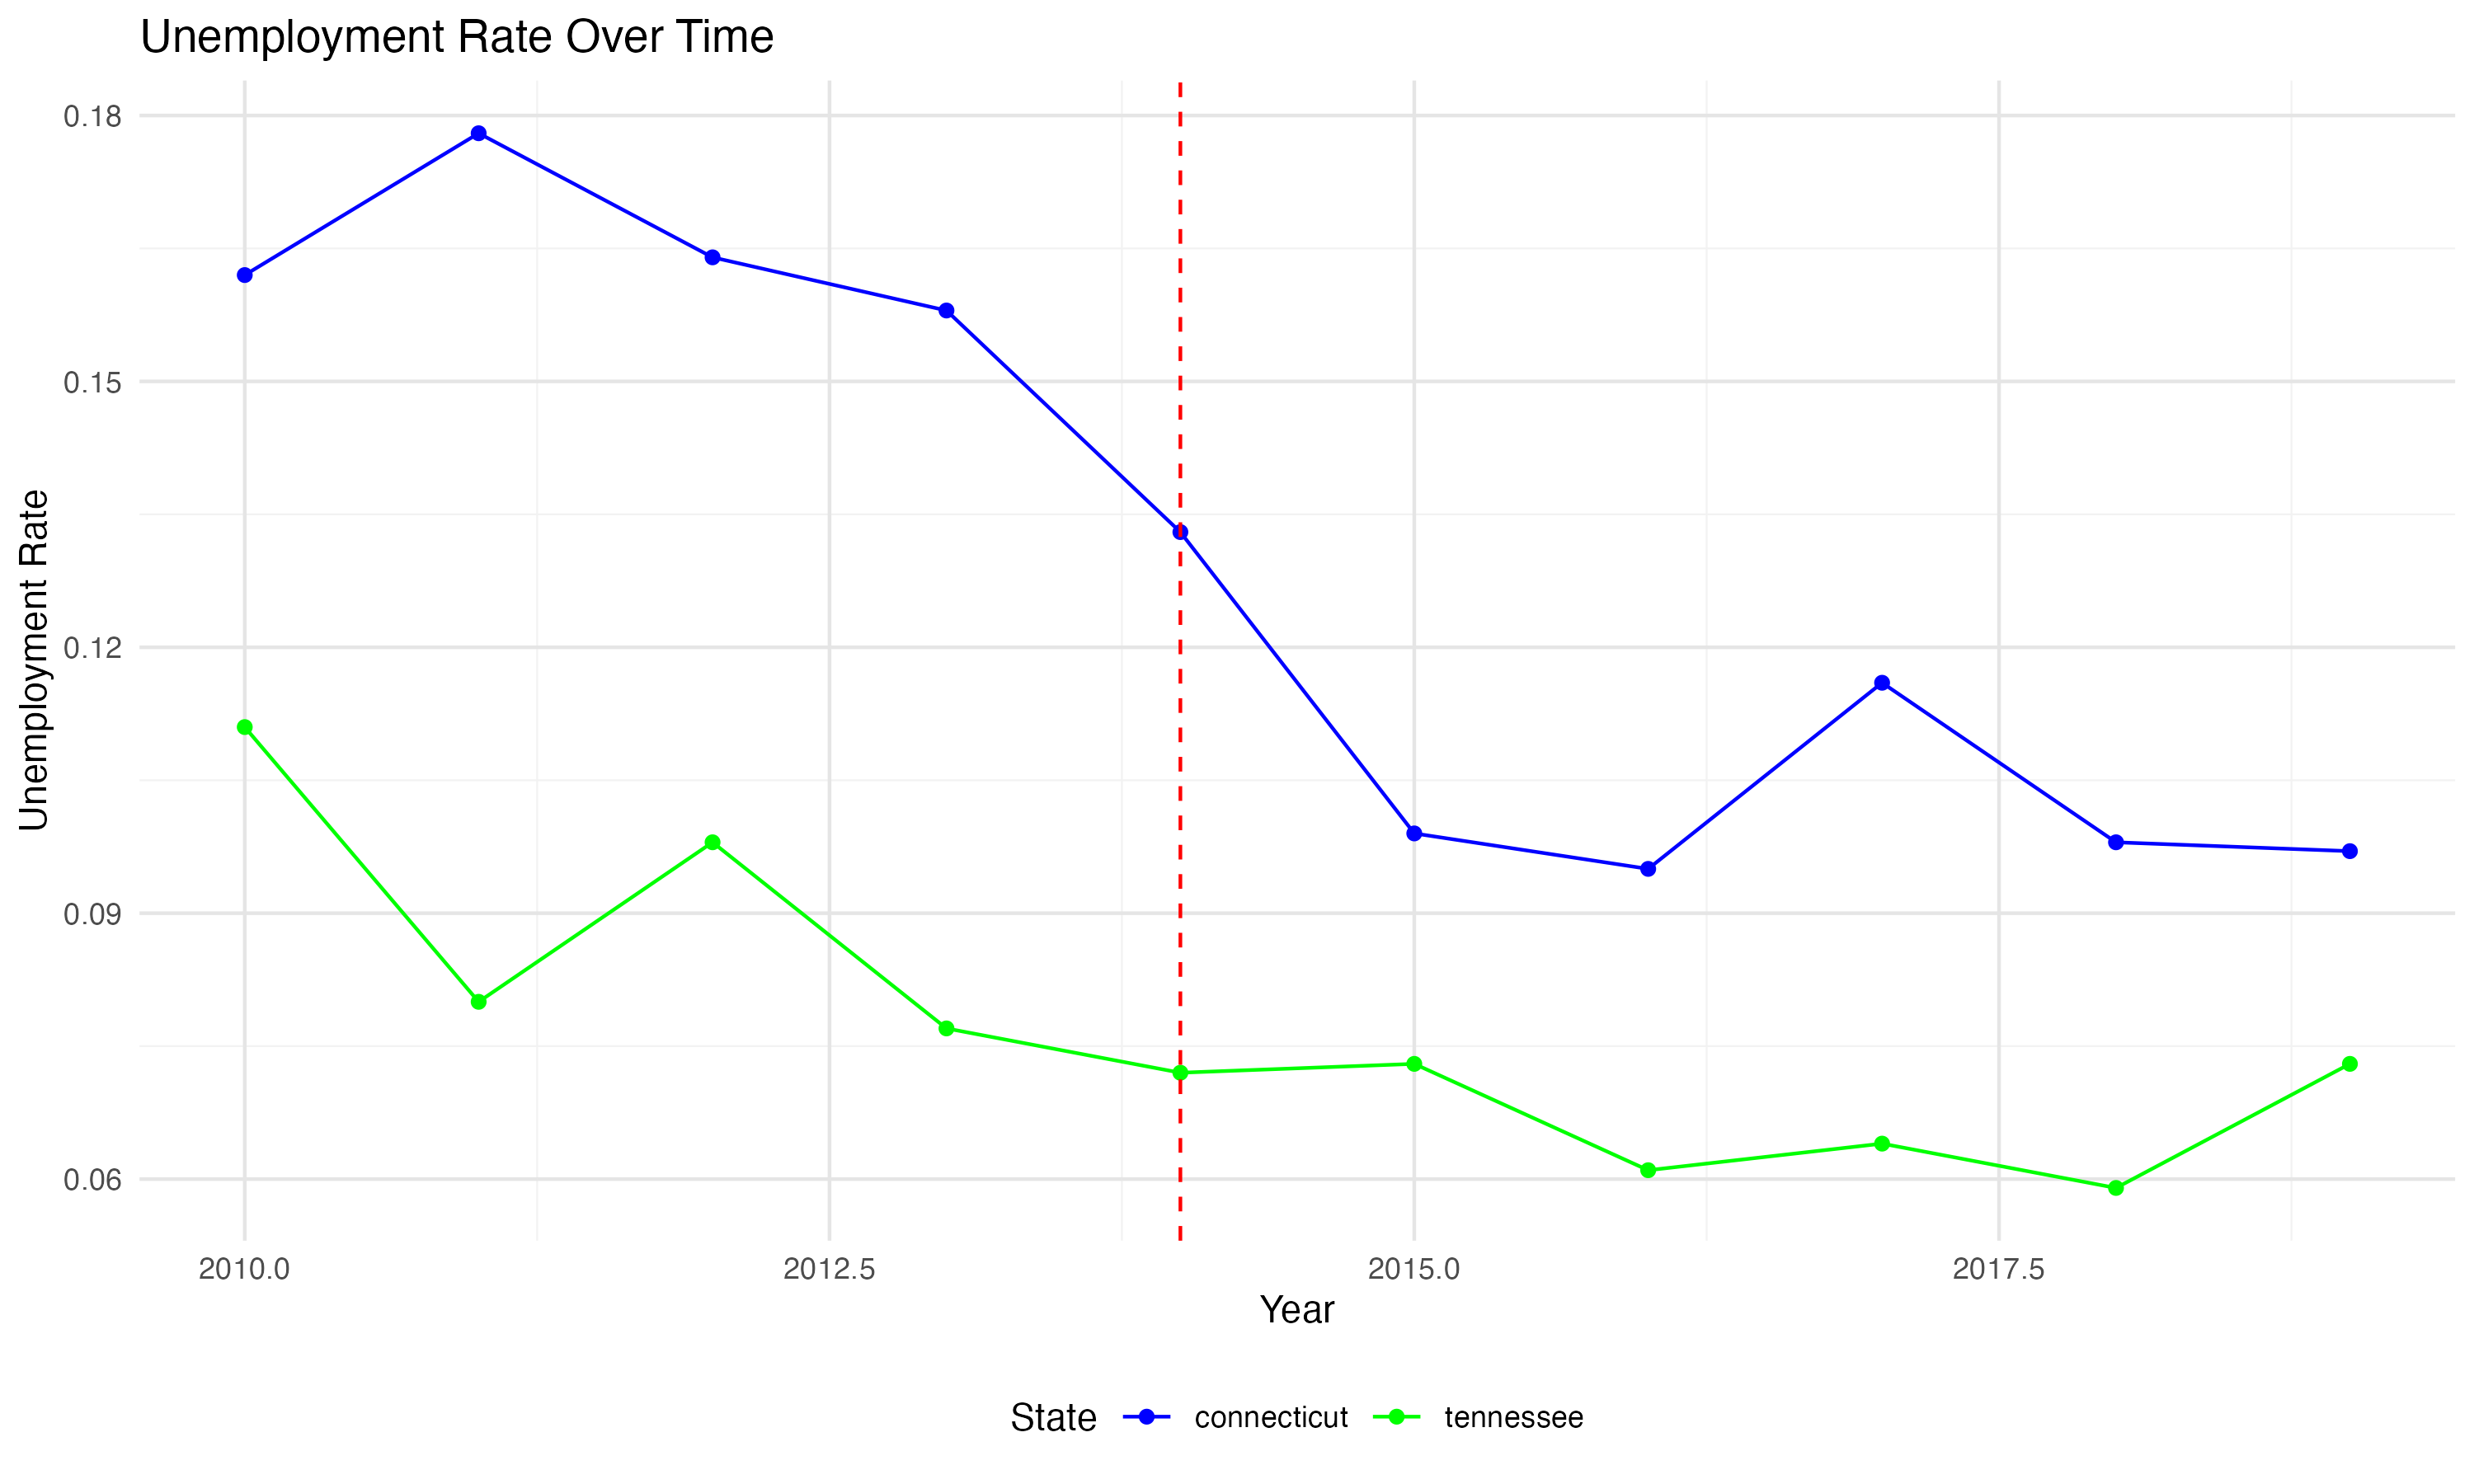 Unemployment Rate Over Time
Unemployment Rate
0.18
0.15
0.12
0.09
0.06
2010.0 2012.5 2015.0 2017.5
Year
State connecticut tennessee